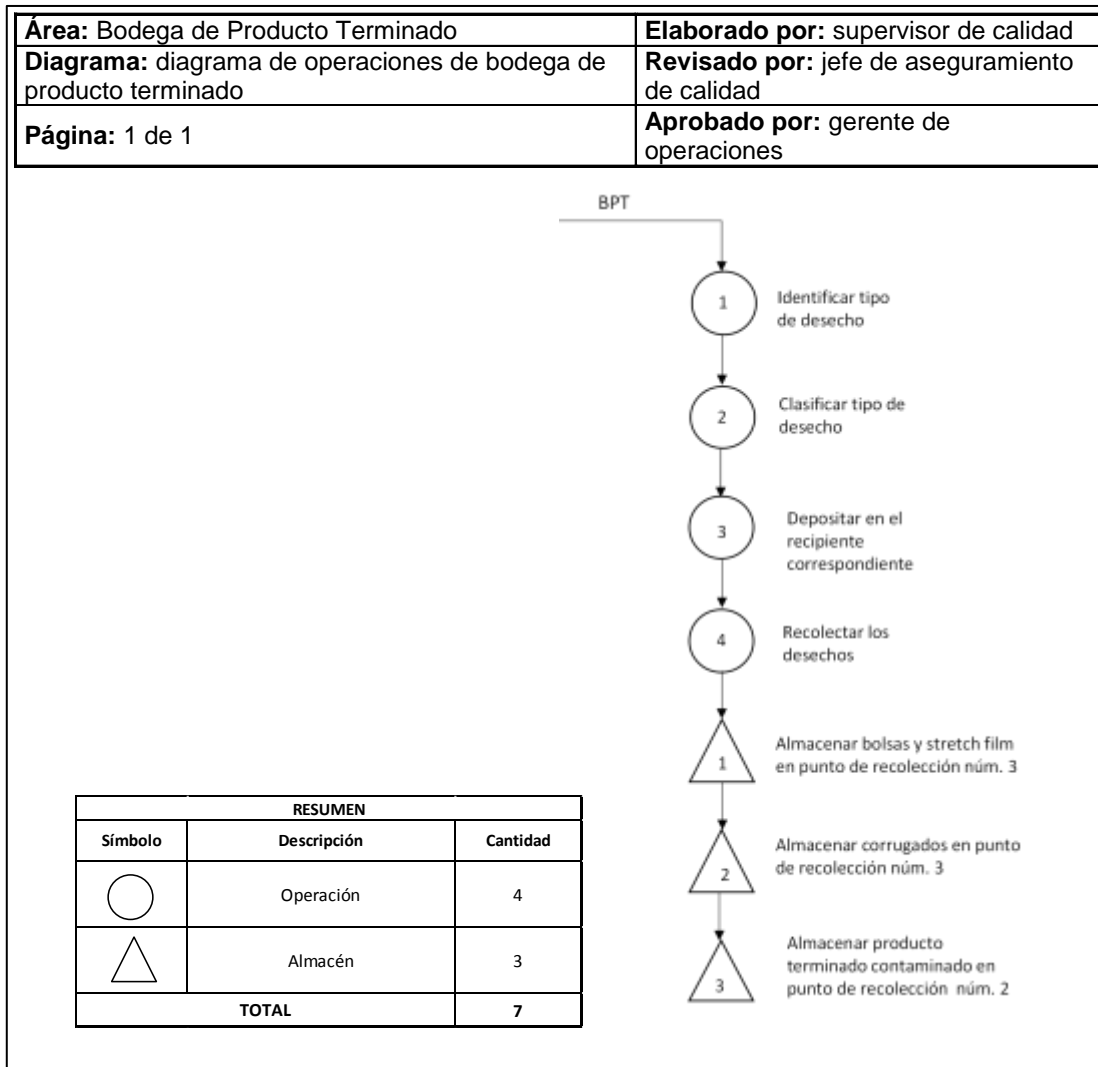 Área: Bodega de Producto Terminado
Elaborado por: supervisor de calidad
Diagrama: diagrama de operaciones de bodega de
producto terminado
Revisado por: jefe de aseguramiento
de calidad
Página: 1 de 1
Aprobado por: gerente de
operaciones
BPT
1
Identificar tipo
de desecho
2
Clasificar tipo de
desecho
3
Depositar en el
recipiente
correspondiente
4
Recolectar los
desechos
1
Almacenar bolsas y stretch film
en punto de recolección núm. 3
2
Almacenar corrugados en punto
de recolección núm. 3
3
Almacenar producto
terminado contaminado en
punto de recolección núm. 2
RESUMEN
Símbolo Descripción Cantidad
Operación 4
Almacén 3
TOTAL 7